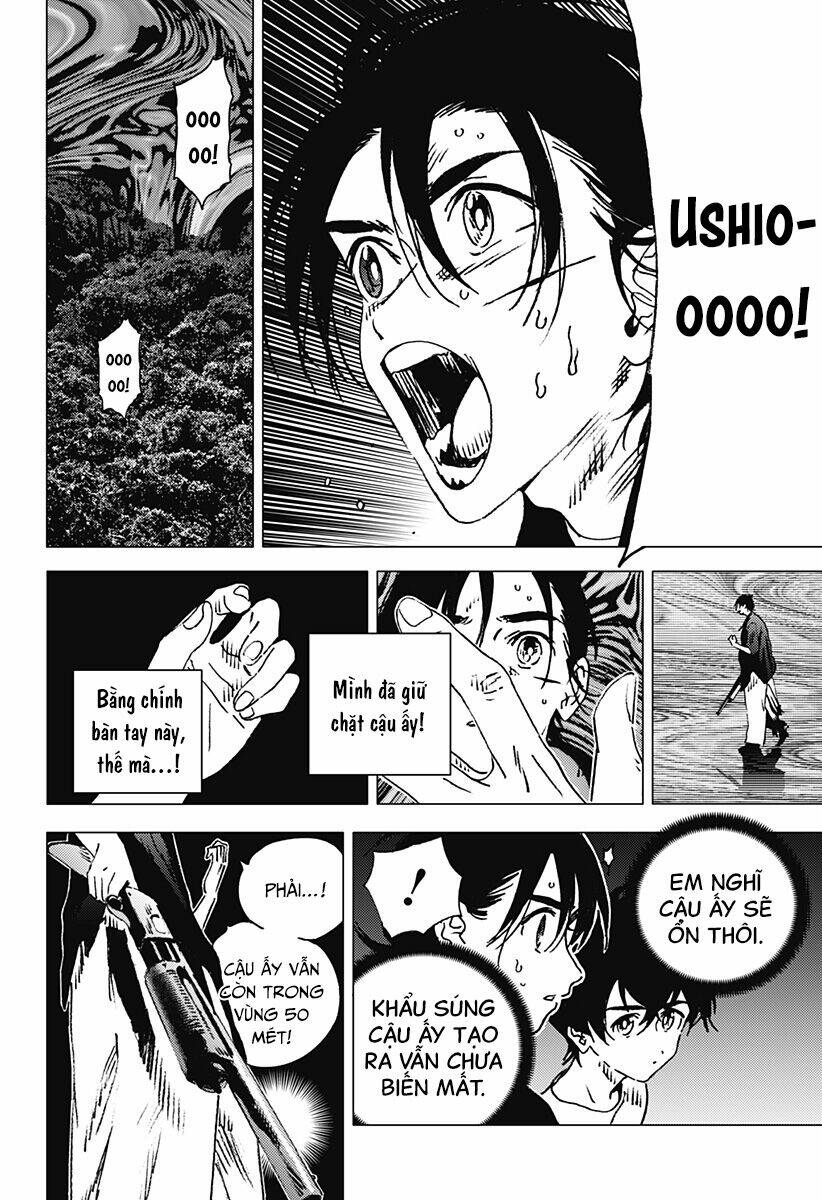 USHIO-
OOOO!
OOO
OO!
OOO
OO!
Mình đã giữ
chặt cậu ấy!
Bằng chính
bàn tay này,
thế mà...!
EM NGHĨ
CẬU ẤY SẼ
ỔN THÔI.
!
KHẨU SÚNG
CẬU ẤY TẠO
RA VẪN CHƯA
BIẾN MẤT.
PHẢI...!
CẬU ẤY VẪN
CÒN TRONG
VÙNG 50
MÉT!